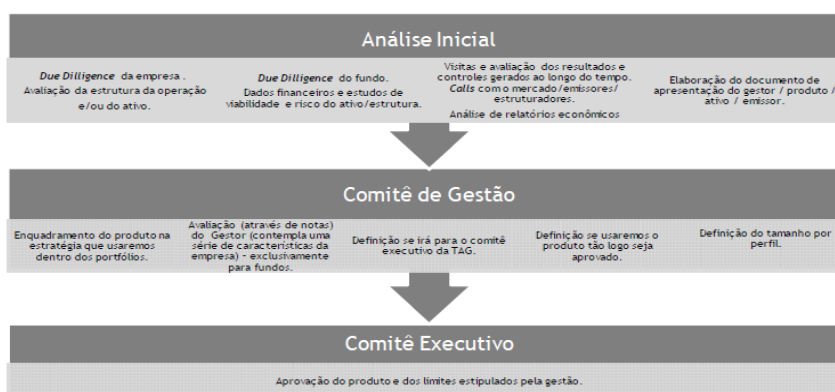 Análise Inicial
Due Dilligence da empresa .
Avaliação da estrutura da operação
e/ou do ativo.
Due Dilligence do fundo.
Dados financeiros e estudos de
viabilidade e risco do ativo/estrutura.
Visitas e avaliação dos resultados e
controles gerados ao longo do tempo.
Calls com o mercado/emissores/
estruturadores.
Análise de relatórios econômicos
Elaboração do documento de
apresentação do gestor / produto /
ativo / emissor.
Comitê de Gestão
Enquadramento do produto na
estratégia que usaremos
dentro dos portfólios.
Avaliação (através de notas)
do Gestor (contempla uma
série de características da
empresa) - exclusivamente
para fundos.
Definição se irá para o comitê
executivo da TAG.
Definição se usaremos o
produto tão logo seja
aprovado.
Definição do tamanho por
perfil.
Comitê Executivo
Aprovação do produto e dos limites estipulados pela gestão.